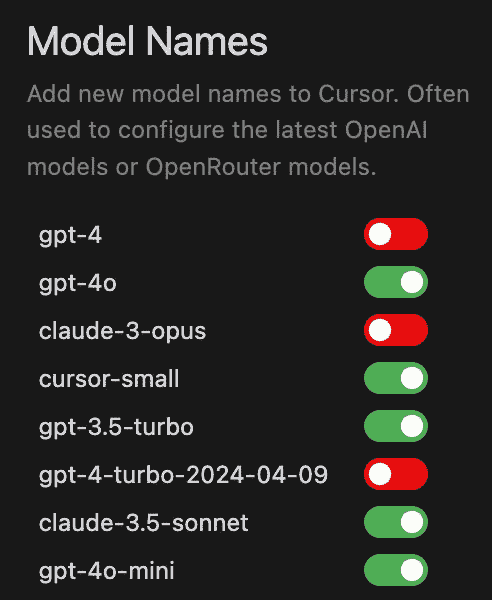 Model Names
Add new model names to Cursor. Often
used to configure the latest OpenAI
models or OpenRouter models.
gpt-4
gpt-4o
claude-3-opus
cursor-small
gpt-3.5-turbo
gpt-4-turbo-2024-04-09
claude-3.5-sonnet
gpt-4o-mini